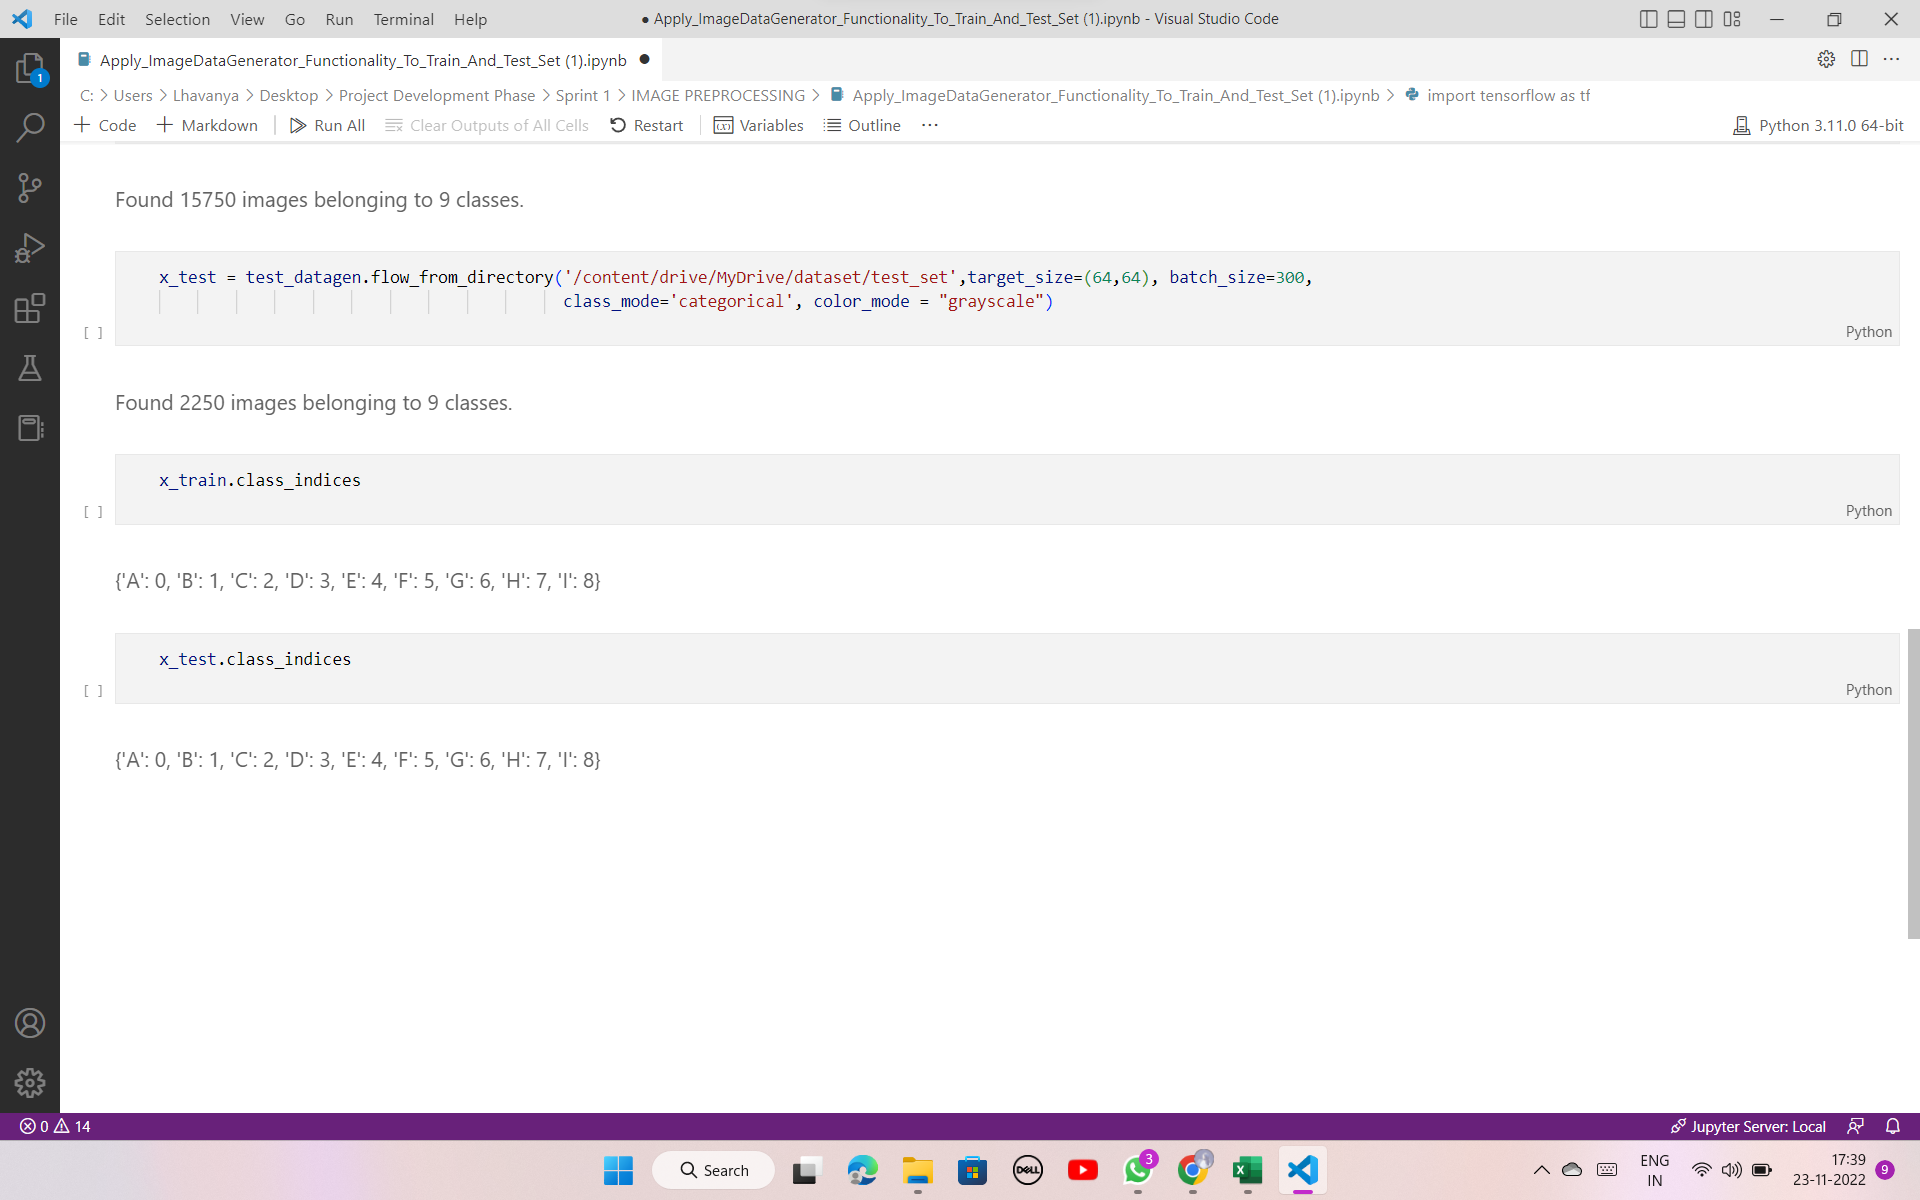 File Edit Selection View Go Run Terminal Help
● Apply_ImageDataGenerator_Functionality_To_Train_And_Test_Set (1).ipynb - Visual Studio Code
Apply_ImageDataGenerator_Functionality_To_Train_And_Test_Set (1).ipynb ●
C: > Users > Lhavanya > Desktop > Project Development Phase > Sprint 1 > IMAGE PREPROCESSING > Apply_ImageDataGenerator_Functionality_To_Train_And_Test_Set (1).ipynb > import tensorflow as tf
+ Code + Markdown | Run All Clear Outputs of All Cells Restart | Variables Outline ···
Python 3.11.0 64-bit
1
Found 15750 images belonging to 9 classes.
x_test = test_datagen.flow_from_directory('/content/drive/MyDrive/dataset/test_set',target_size=(64,64), batch_size=300,
class_mode='categorical', color_mode = "grayscale")
[ ]
Python
Found 2250 images belonging to 9 classes.
x_train.class_indices
[ ]
Python
{'A': 0, 'B': 1, 'C': 2, 'D': 3, 'E': 4, 'F': 5, 'G': 6, 'H': 7, 'I': 8}
x_test.class_indices
[ ]
Python
{'A': 0, 'B': 1, 'C': 2, 'D': 3, 'E': 4, 'F': 5, 'G': 6, 'H': 7, 'I': 8}
0 14
Jupyter Server: Local
Search
DELL
3
ENG
IN
17:39
23-11-2022
9